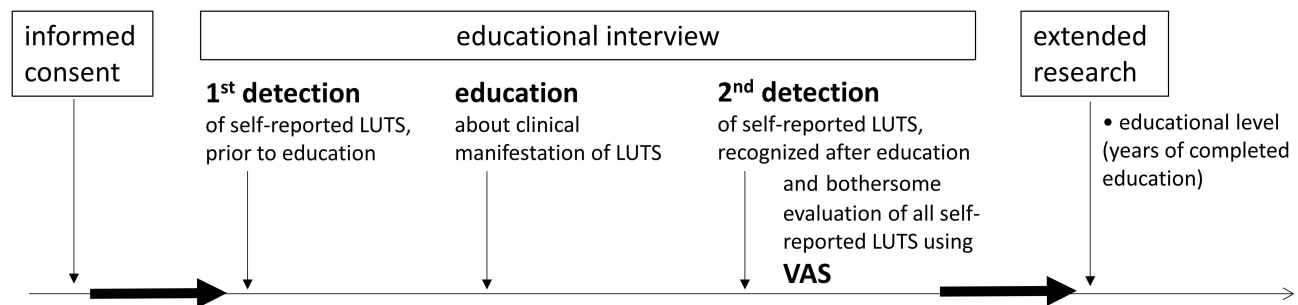 informed
consent
educational interview
extended
research
1st detection
of self-reported LUTS,
prior to education
education
about clinical
manifestation of LUTS
2nd detection
of self-reported LUTS,
recognized after education
and bothersome
evaluation of all self-
reported LUTS using
VAS
• educational level
(years of completed
education)